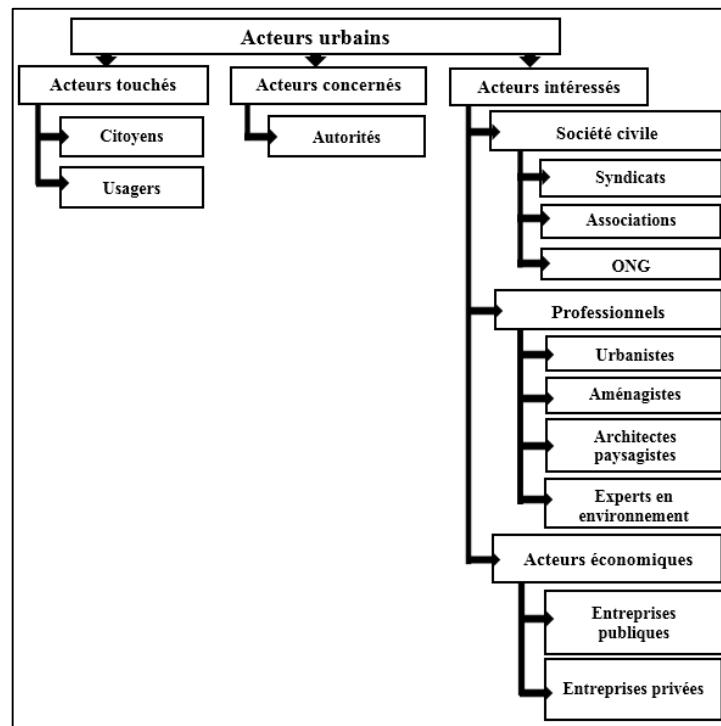 Acteurs urbains
Acteurs touchés
Citoyens
Usagers
Acteurs concernés
Autorités
Acteurs intéressés
Société civile
Syndicats
Associations
ONG
Professionnels
Urbanistes
Aménagistes
Architectes
paysagistes
Experts en
environnement
Acteurs économiques
Entreprises
publiques
Entreprises privées